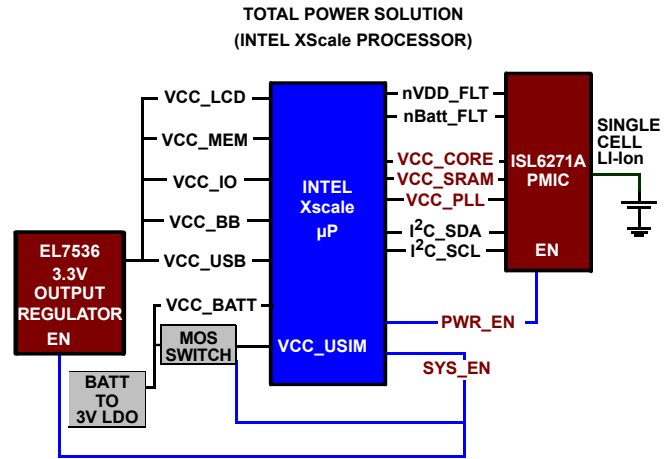 TOTAL POWER SOLUTION
(INTEL XScale PROCESSOR)
VCC_LCD
VCC_MEM
VCC_IO
VCC_BB
VCC_USB
VCC_BATT
VCC_USIM
INTEL
Xscale
µP
nVDD_FLT
nBatt_FLT
VCC_CORE
VCC_SRAM
VCC_PLL
I²C_SDA
I²C_SCL
PWR_EN
SYS_EN
ISL6271A
PMIC
EN
SINGLE
CELL
LI-Ion
EL7536
3.3V
OUTPUT
REGULATOR
EN
MOS
SWITCH
BATT
TO
3V LDO